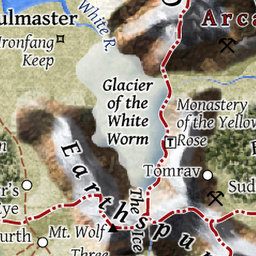 ulmaster
White R.
Arca
Ironfang
Keep
Glacier
of the
White
Worm
Monastery
of the Yellow
Rose
Earthspur
Tomrav
Sud
r's
Eye
The
urth
Mt. Wolf
Three